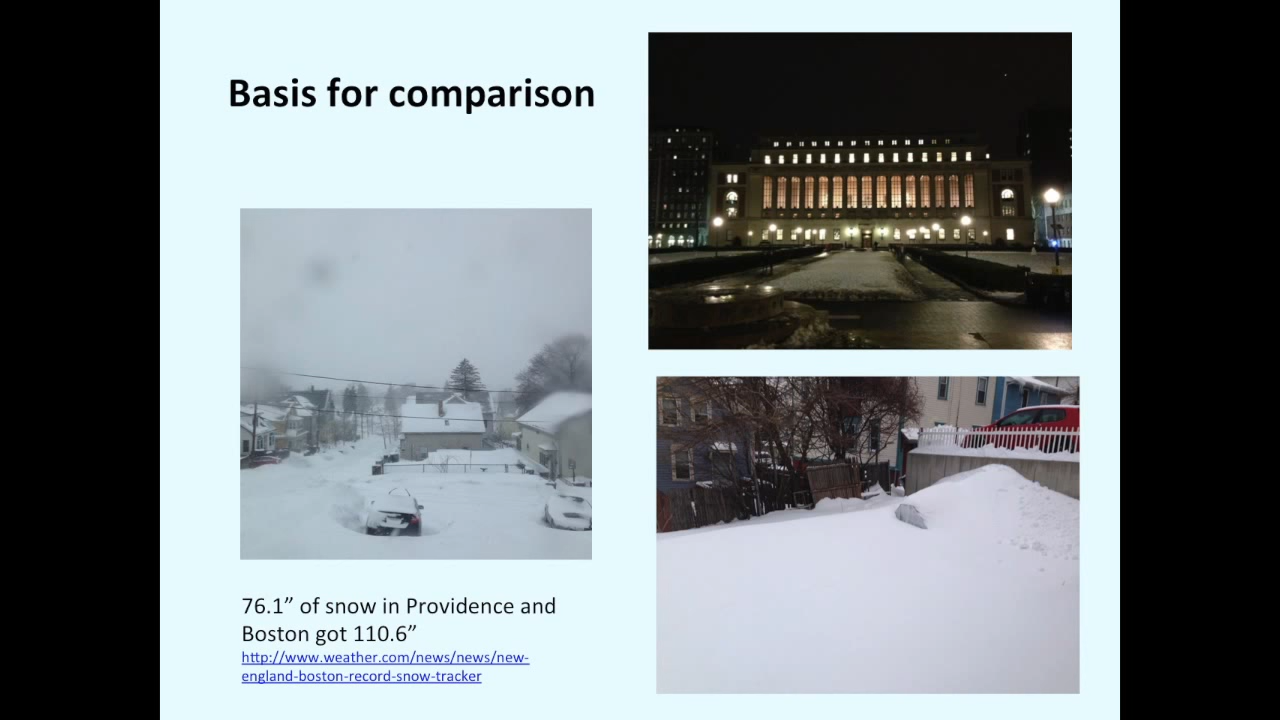 Basis for comparison
76.1” of snow in Providence and
Boston got 110.6”
http://www.weather.com/news/news/new-
england-boston-record-snow-tracker